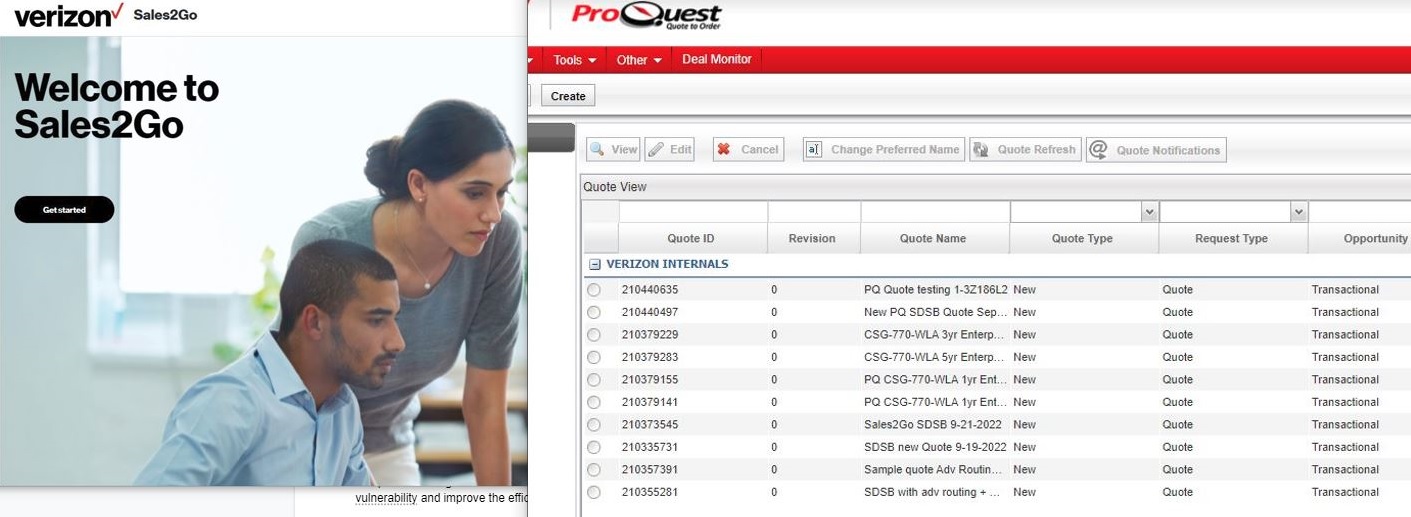 verizon Sales2Go
Welcome to
Sales2Go
Get started
vulnerability and improve the effic
ProQuest
Quote to Order
Tools Other Deal Monitor
Create
View Edit Cancel Change Preferred Name Quote Refresh Quote Notifications
Quote View
Quote ID Revision Quote Name Quote Type Request Type Opportunity
VERIZON INTERNALS
210440635 0 PQ Quote testing 1-3Z186L2 New Quote Transactional
210440497 0 New PQ SDSB Quote Sep... New Quote Transactional
210379229 0 CSG-770-WLA 3yr Enterp... New Quote Transactional
210379283 0 CSG-770-WLA 5yr Enterp... New Quote Transactional
210379155 0 PQ CSG-770-WLA 1yr Ent... New Quote Transactional
210379141 0 PQ CSG-770-WLA 1yr Ent... New Quote Transactional
210373545 0 Sales2Go SDSB 9-21-2022 New Quote Transactional
210335731 0 SDSB new Quote 9-19-2022 New Quote Transactional
210357391 0 Sample quote Adv Routin... New Quote Transactional
210355281 0 SDSB with adv routing + ... New Quote Transactional